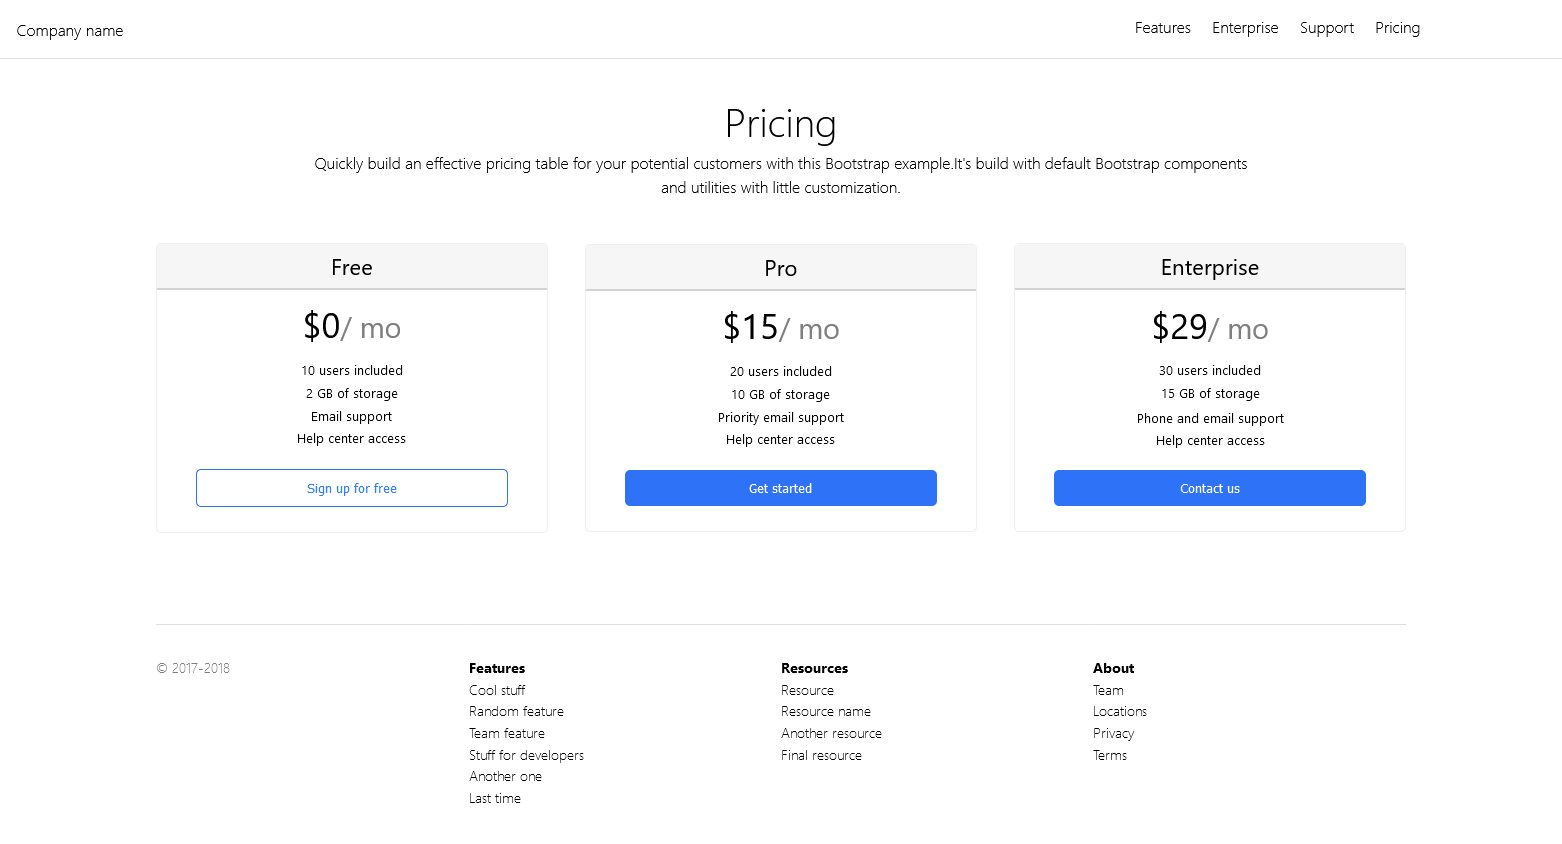 Company name
Features Enterprise Support Pricing
Pricing
Quickly build an effective pricing table for your potential customers with this Bootstrap example.It's build with default Bootstrap components
and utilities with little customization.
Free
$0/ mo
10 users included
2 GB of storage
Email support
Help center access
Sign up for free
Pro
$15/ mo
20 users included
10 GB of storage
Priority email support
Help center access
Get started
Enterprise
$29/ mo
30 users included
15 GB of storage
Phone and email support
Help center access
Contact us
© 2017-2018
Features
Cool stuff
Random feature
Team feature
Stuff for developers
Another one
Last time
Resources
Resource
Resource name
Another resource
Final resource
About
Team
Locations
Privacy
Terms